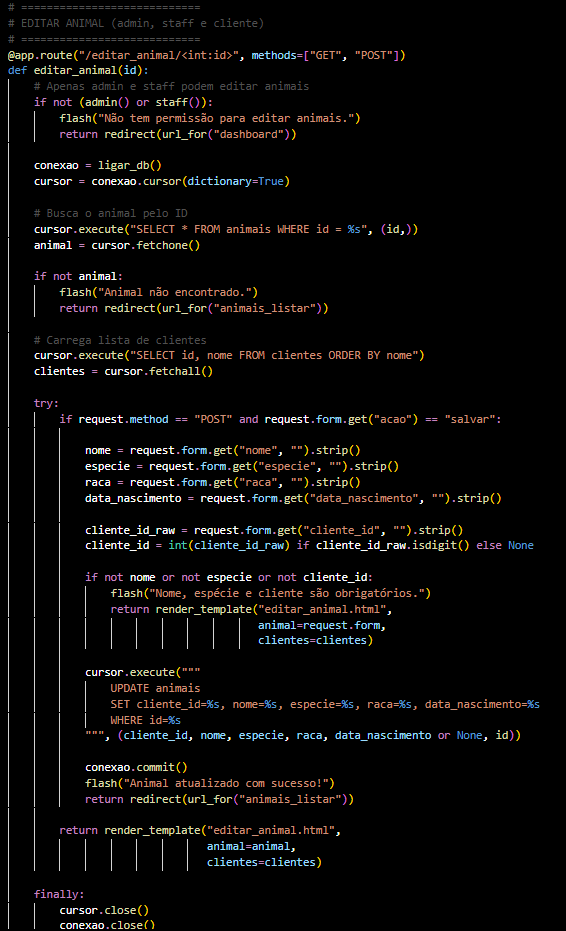 # ============================
# EDITAR ANIMAL (admin, staff e cliente)
# ============================
@app.route("/editar_animal/<int:id>", methods=["GET", "POST"])
def editar_animal(id):
    # Apenas admin e staff podem editar animais
    if not (admin() or staff()):
        flash("Não tem permissão para editar animais.")
        return redirect(url_for("dashboard"))

    conexao = ligar_db()
    cursor = conexao.cursor(dictionary=True)

    # Busca o animal pelo ID
    cursor.execute("SELECT * FROM animais WHERE id = %s", (id,))
    animal = cursor.fetchone()

    if not animal:
        flash("Animal não encontrado.")
        return redirect(url_for("animais_listar"))

    # Carrega lista de clientes
    cursor.execute("SELECT id, nome FROM clientes ORDER BY nome")
    clientes = cursor.fetchall()

    try:
        if request.method == "POST" and request.form.get("acao") == "salvar":

            nome = request.form.get("nome", "").strip()
            especie = request.form.get("especie", "").strip()
            raca = request.form.get("raca", "").strip()
            data_nascimento = request.form.get("data_nascimento", "").strip()

            cliente_id_raw = request.form.get("cliente_id", "").strip()
            cliente_id = int(cliente_id_raw) if cliente_id_raw.isdigit() else None

            if not nome or not especie or not cliente_id:
                flash("Nome, espécie e cliente são obrigatórios.")
                return render_template("editar_animal.html",
                                       animal=request.form,
                                       clientes=clientes)

            cursor.execute("""
                UPDATE animais
                SET cliente_id=%s, nome=%s, especie=%s, raca=%s, data_nascimento=%s
                WHERE id=%s
            """, (cliente_id, nome, especie, raca, data_nascimento or None, id))

            conexao.commit()
            flash("Animal atualizado com sucesso!")
            return redirect(url_for("animais_listar"))

        return render_template("editar_animal.html",
                               animal=animal,
                               clientes=clientes)

    finally:
        cursor.close()
        conexao.close()